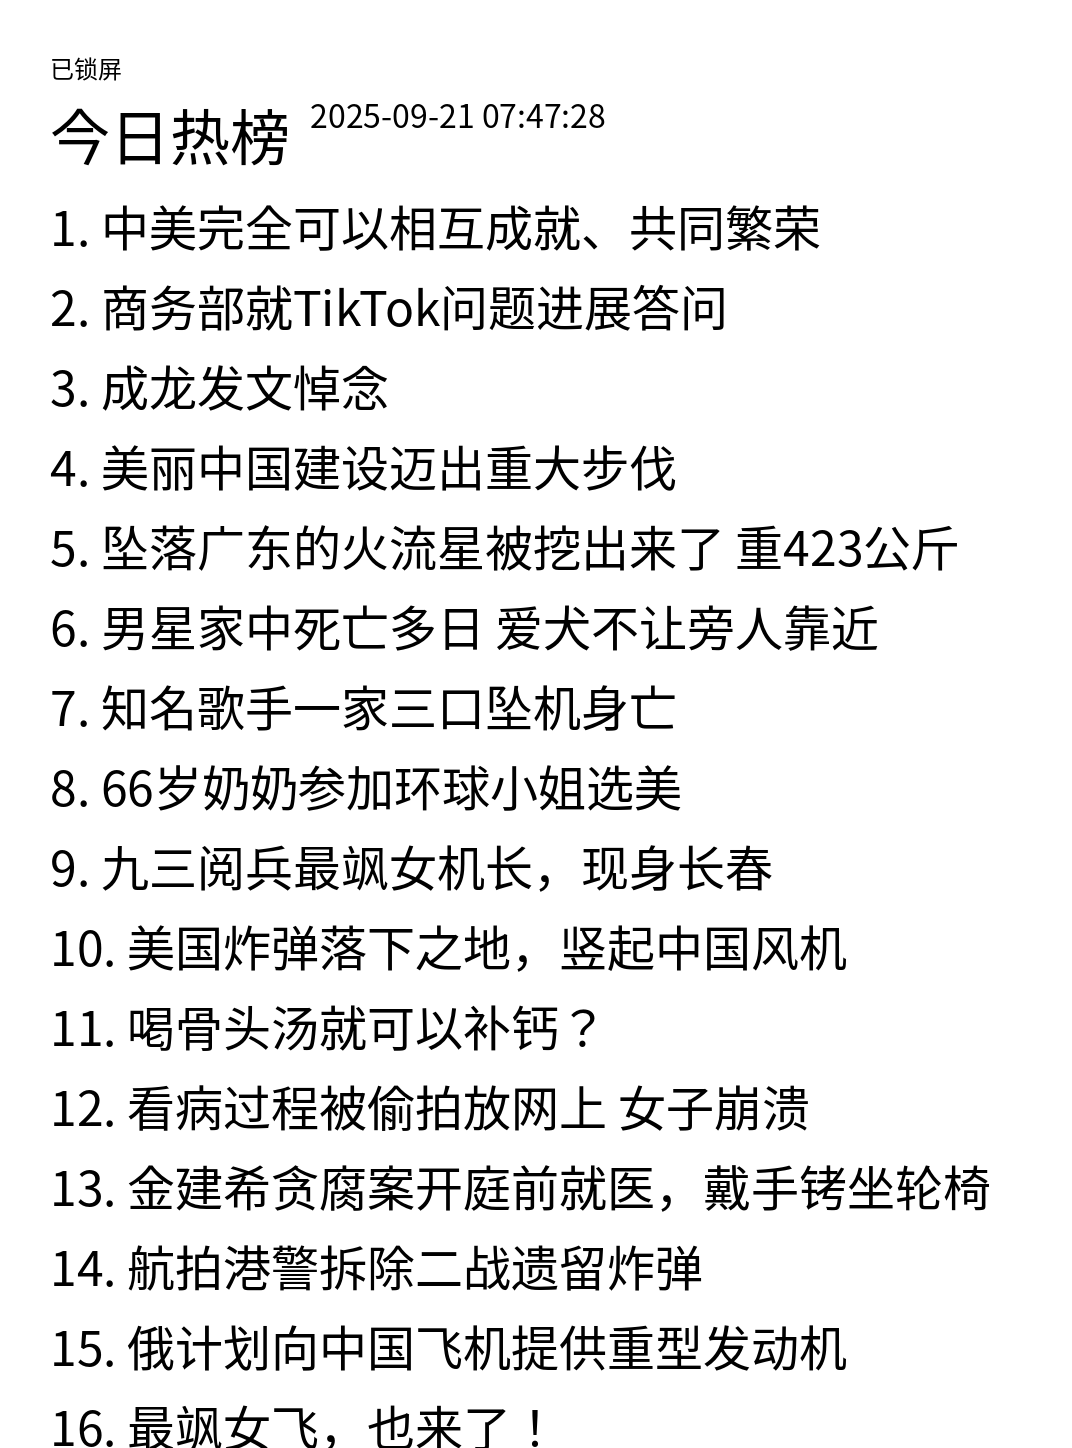 已锁屏
今日热榜 2025-09-21 07:47:28
1. 中美完全可以相互成就、共同繁荣
2. 商务部就TikTok问题进展答问
3. 成龙发文悼念
4. 美丽中国建设迈出重大步伐
5. 坠落广东的火流星被挖出来了 重423公斤
6. 男星家中死亡多日 爱犬不让旁人靠近
7. 知名歌手一家三口坠机身亡
8. 66岁奶奶参加环球小姐选美
9. 九三阅兵最飒女机长，现身长春
10. 美国炸弹落下之地，竖起中国风机
11. 喝骨头汤就可以补钙？
12. 看病过程被偷拍放网上 女子崩溃
13. 金建希贪腐案开庭前就医，戴手铐坐轮椅
14. 航拍港警拆除二战遗留炸弹
15. 俄计划向中国飞机提供重型发动机
16. 最飒女飞，也来了！